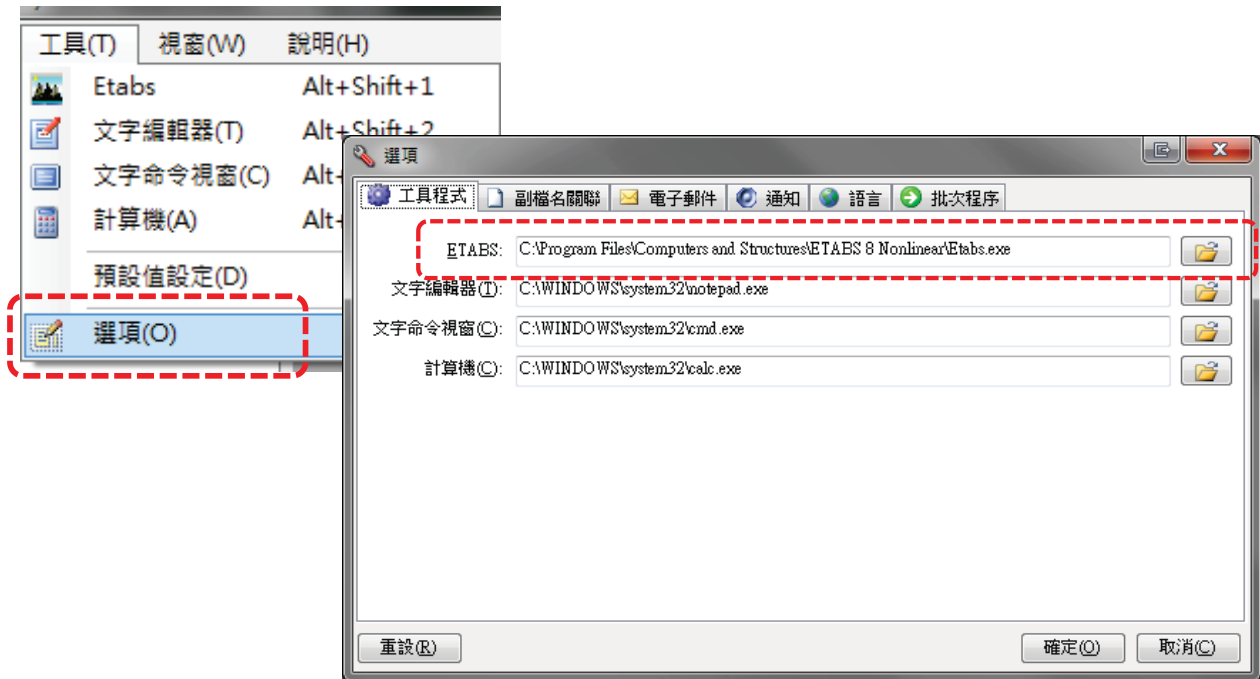 工具(T) 視窗(W) 說明(H)
Etabs Alt+Shift+1
文字編輯器(T) Alt+Shift+2
文字命令視窗(C) Alt+
計算機(A) Alt+
預設值設定(D)
選項(O)
選項
工具程式 副檔名關聯 電子郵件 通知 語言 批次程序
ETABS: C:\Program Files\Computers and Structures\ETABS 8 Nonlinear\Etabs.exe
文字編輯器(T): C:\WINDOWS\system32\notepad.exe
文字命令視窗(C): C:\WINDOWS\system32\cmd.exe
計算機(C): C:\WINDOWS\system32\calc.exe
重設(R) 確定(O) 取消(C)